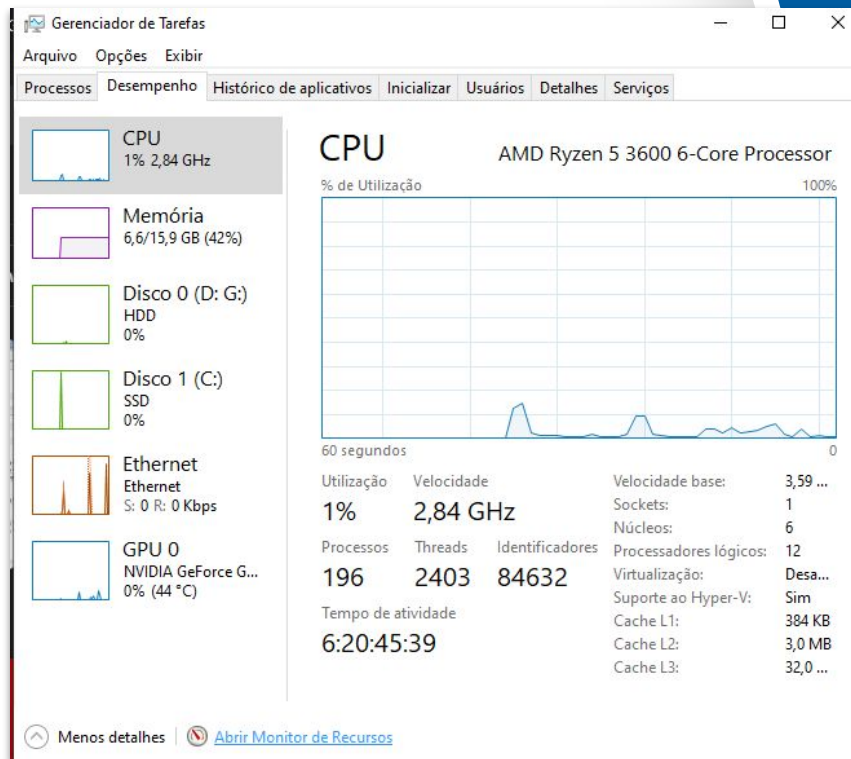 Gerenciador de Tarefas
Arquivo Opções Exibir
Processos Desempenho Histórico de aplicativos Inicializar Usuários Detalhes Serviços
CPU
1% 2,84 GHz
Memória
6,6/15,9 GB (42%)
Disco 0 (D: G:)
HDD
0%
Disco 1 (C:)
SSD
0%
Ethernet
Ethernet
S: 0 R: 0 Kbps
GPU 0
NVIDIA GeForce G...
0% (44 °C)
CPU AMD Ryzen 5 3600 6-Core Processor
% de Utilização 100%
60 segundos 0
Utilização Velocidade
1% 2,84 GHz
Processos Threads Identificadores
196 2403 84632
Tempo de atividade
6:20:45:39
Velocidade base: 3,59 ...
Sockets: 1
Núcleos: 6
Processadores lógicos: 12
Virtualização: Desa...
Suporte ao Hyper-V: Sim
Cache L1: 384 KB
Cache L2: 3,0 MB
Cache L3: 32,0 ...
Menos detalhes Abrir Monitor de Recursos